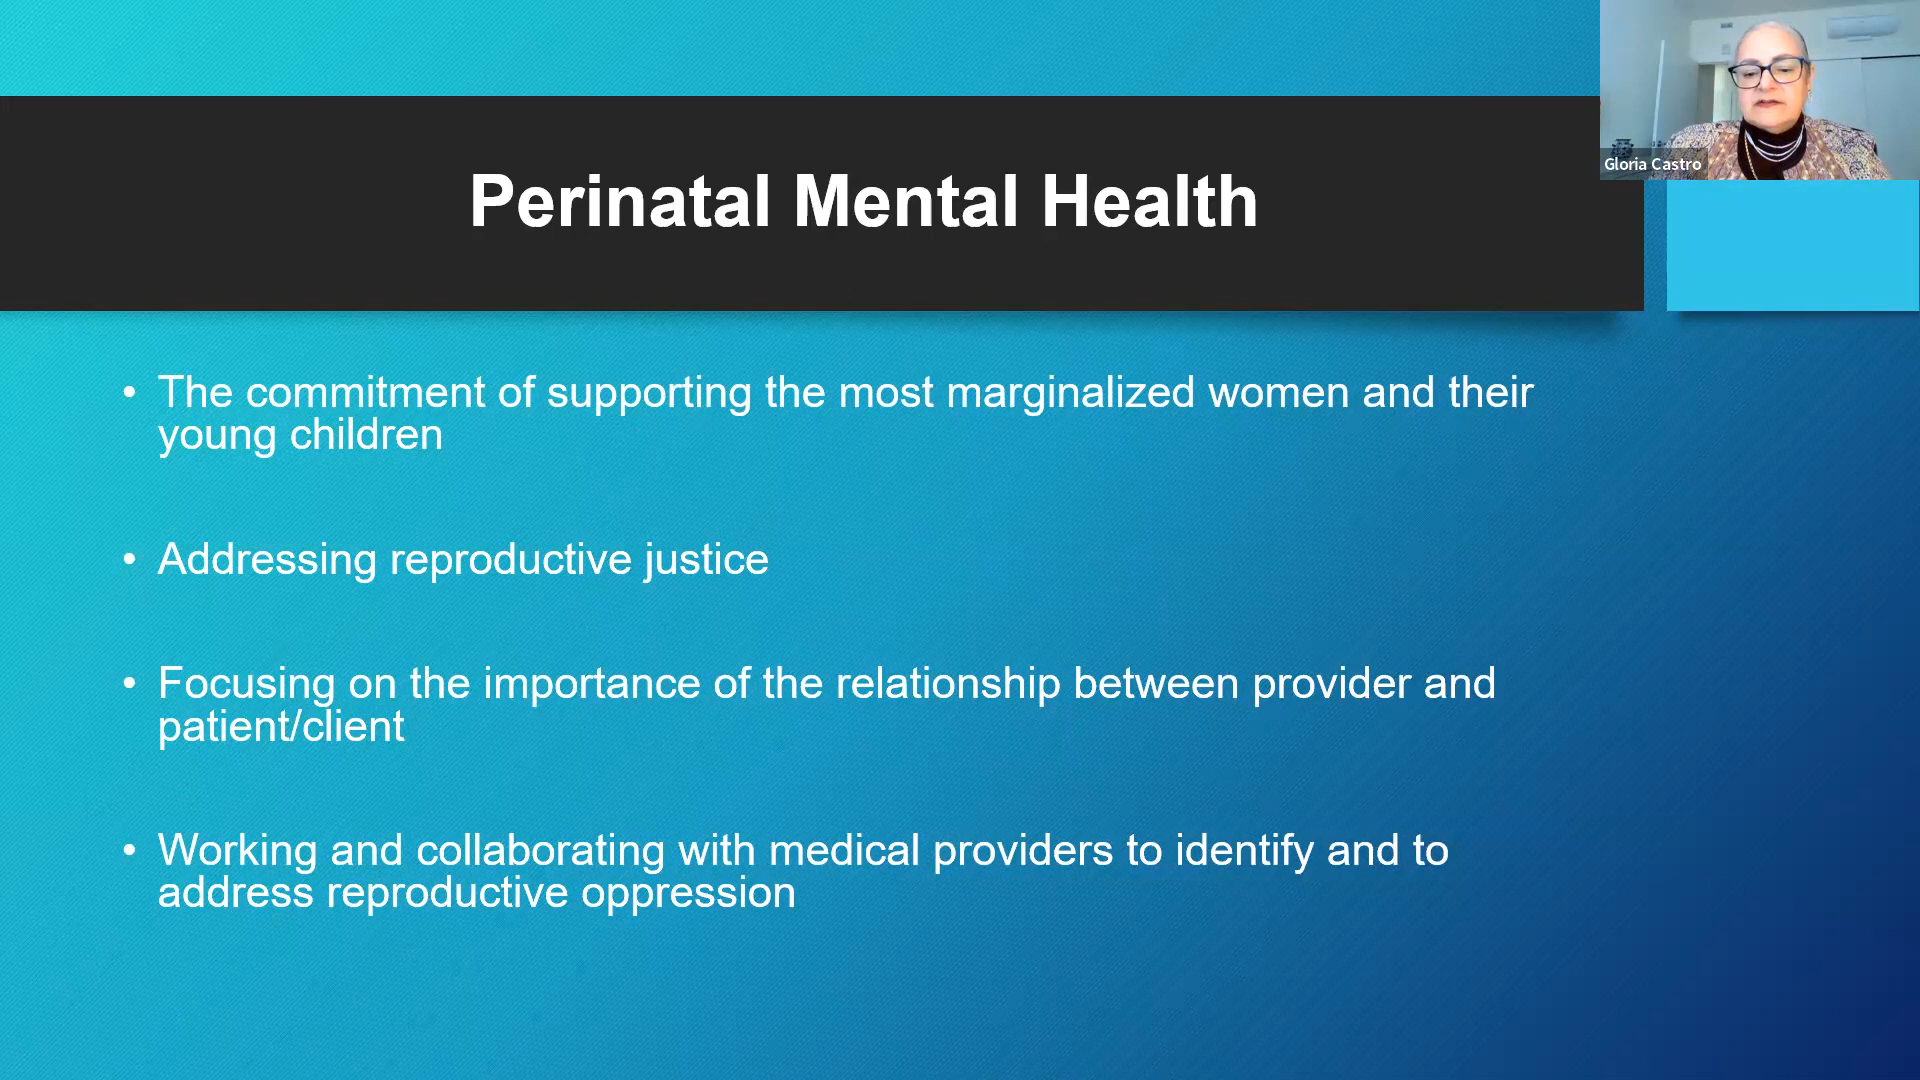 Gloria Castro
Perinatal Mental Health
• The commitment of supporting the most marginalized women and their
young children
• Addressing reproductive justice
• Focusing on the importance of the relationship between provider and
patient/client
• Working and collaborating with medical providers to identify and to
address reproductive oppression